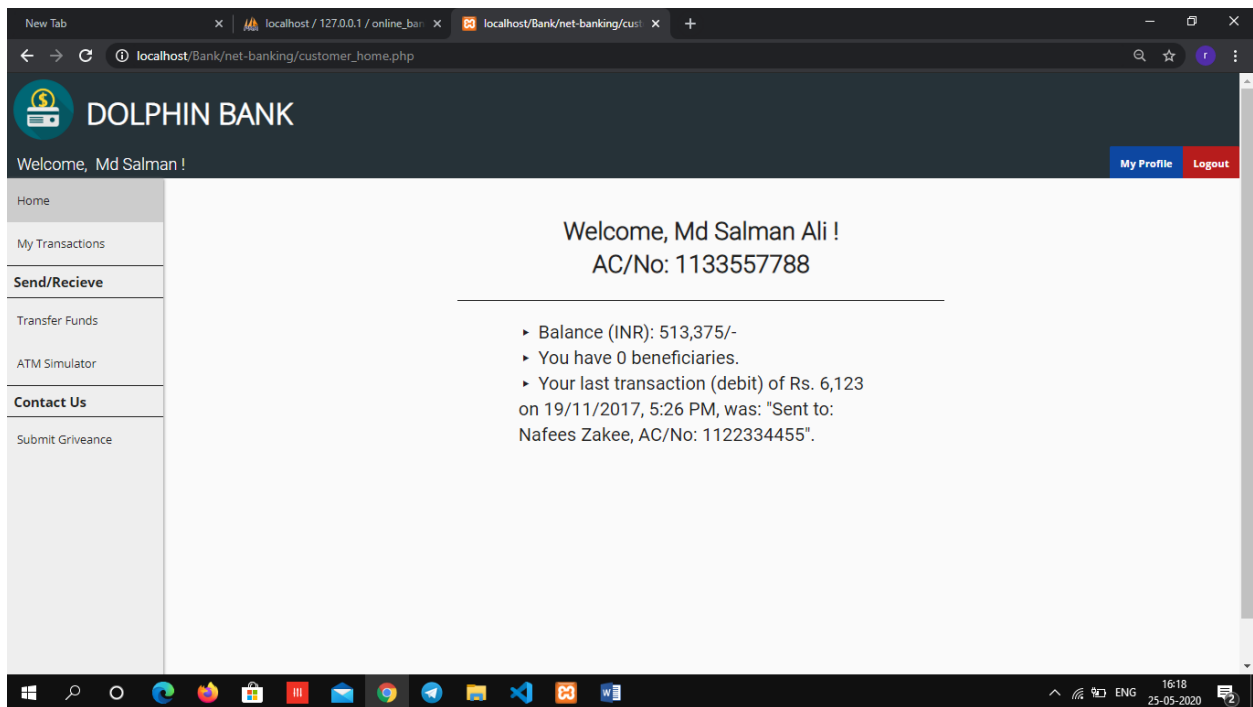 New Tab
localhost / 127.0.0.1 / online_ban
localhost/Bank/net-banking/cust
localhost/Bank/net-banking/customer_home.php
r
DOLPHIN BANK
Welcome, Md Salman !
My Profile
Logout
Home
My Transactions
Send/Recieve
Transfer Funds
ATM Simulator
Contact Us
Submit Griveance
Welcome, Md Salman Ali !
AC/No: 1133557788
‣ Balance (INR): 513,375/-
‣ You have 0 beneficiaries.
‣ Your last transaction (debit) of Rs. 6,123
on 19/11/2017, 5:26 PM, was: "Sent to:
Nafees Zakee, AC/No: 1122334455".
ENG
16:18
25-05-2020
2